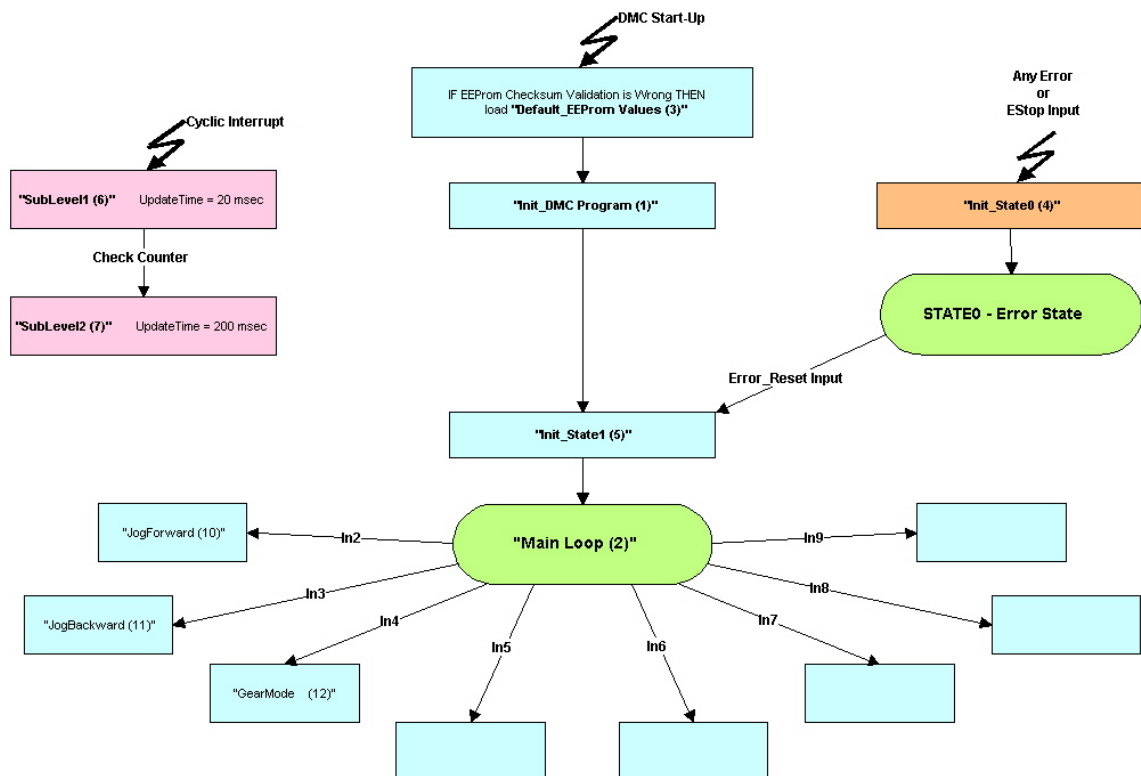 DMC Start-Up
IF EEProm Checksum Validation is Wrong THEN
load "Default_EEProm Values (3)"
Any Error
or
EStop Input
Cyclic Interrupt
"SubLevel1 (6)" UpdateTime = 20 msec
"Init_DMC Program (1)"
"Init_State0 (4)"
Check Counter
"SubLevel2 (7)" UpdateTime = 200 msec
STATE0 - Error State
Error_Reset Input
"Init_State1 (5)"
"JogForward (10)"
In2
"Main Loop (2)"
In9
In3
In8
"JogBackward (11)"
In4
In7
In5
In6
"GearMode (12)"